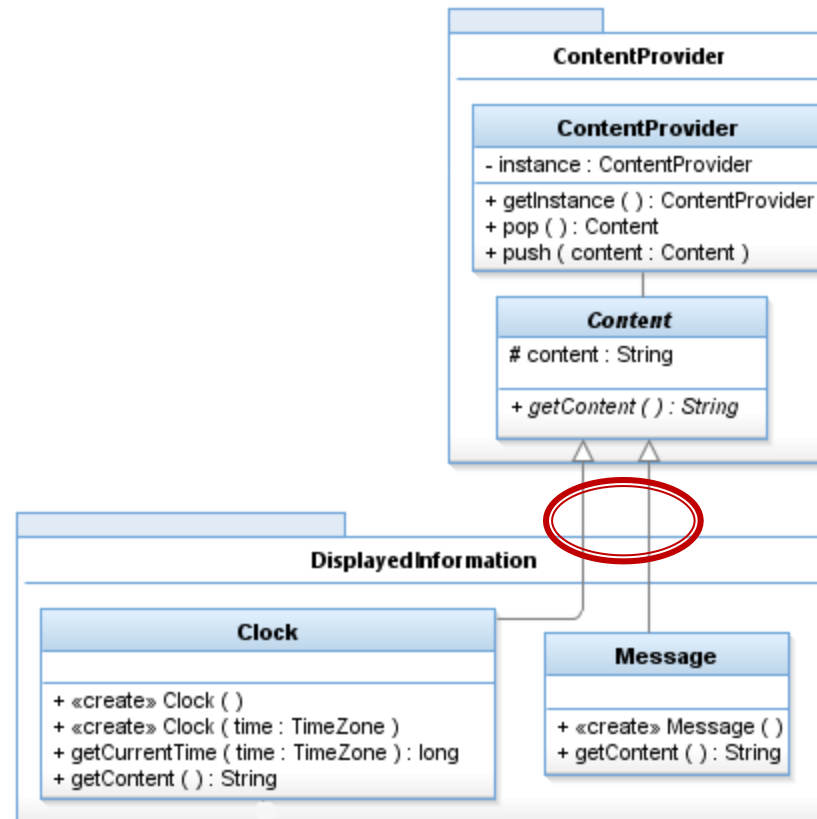 ContentProvider
ContentProvider
- instance : ContentProvider
+ getInstance ( ) : ContentProvider
+ pop ( ) : Content
+ push ( content : Content )
Content
# content : String
+ getContent ( ) : String
DisplayedInformation
Clock
+ «create» Clock ( )
+ «create» Clock ( time : TimeZone )
+ getCurrentTime ( time : TimeZone ) : long
+ getContent ( ) : String
Message
+ «create» Message ( )
+ getContent ( ) : String